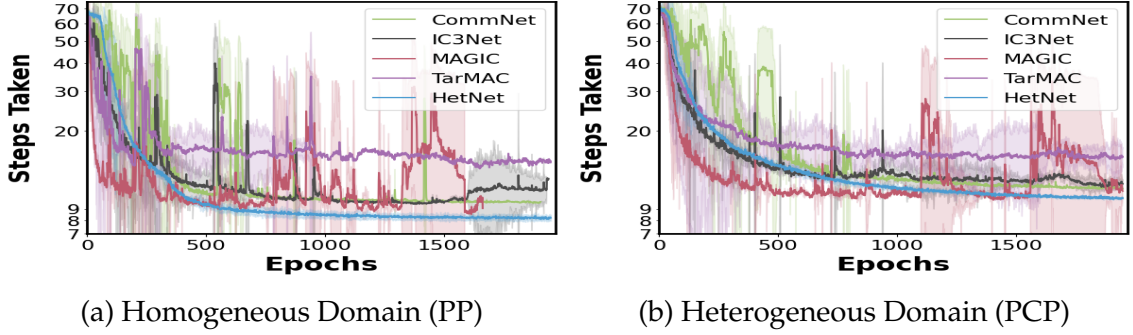 70
60
50
40
30
20
9
8
7
Steps Taken
CommNet
IC3Net
MAGIC
TarMAC
HetNet
0 500 1000 1500
Epochs
(a) Homogeneous Domain (PP)
70
60
50
40
30
20
9
8
7
Steps Taken
CommNet
IC3Net
MAGIC
TarMAC
HetNet
0 500 1000 1500
Epochs
(b) Heterogeneous Domain (PCP)